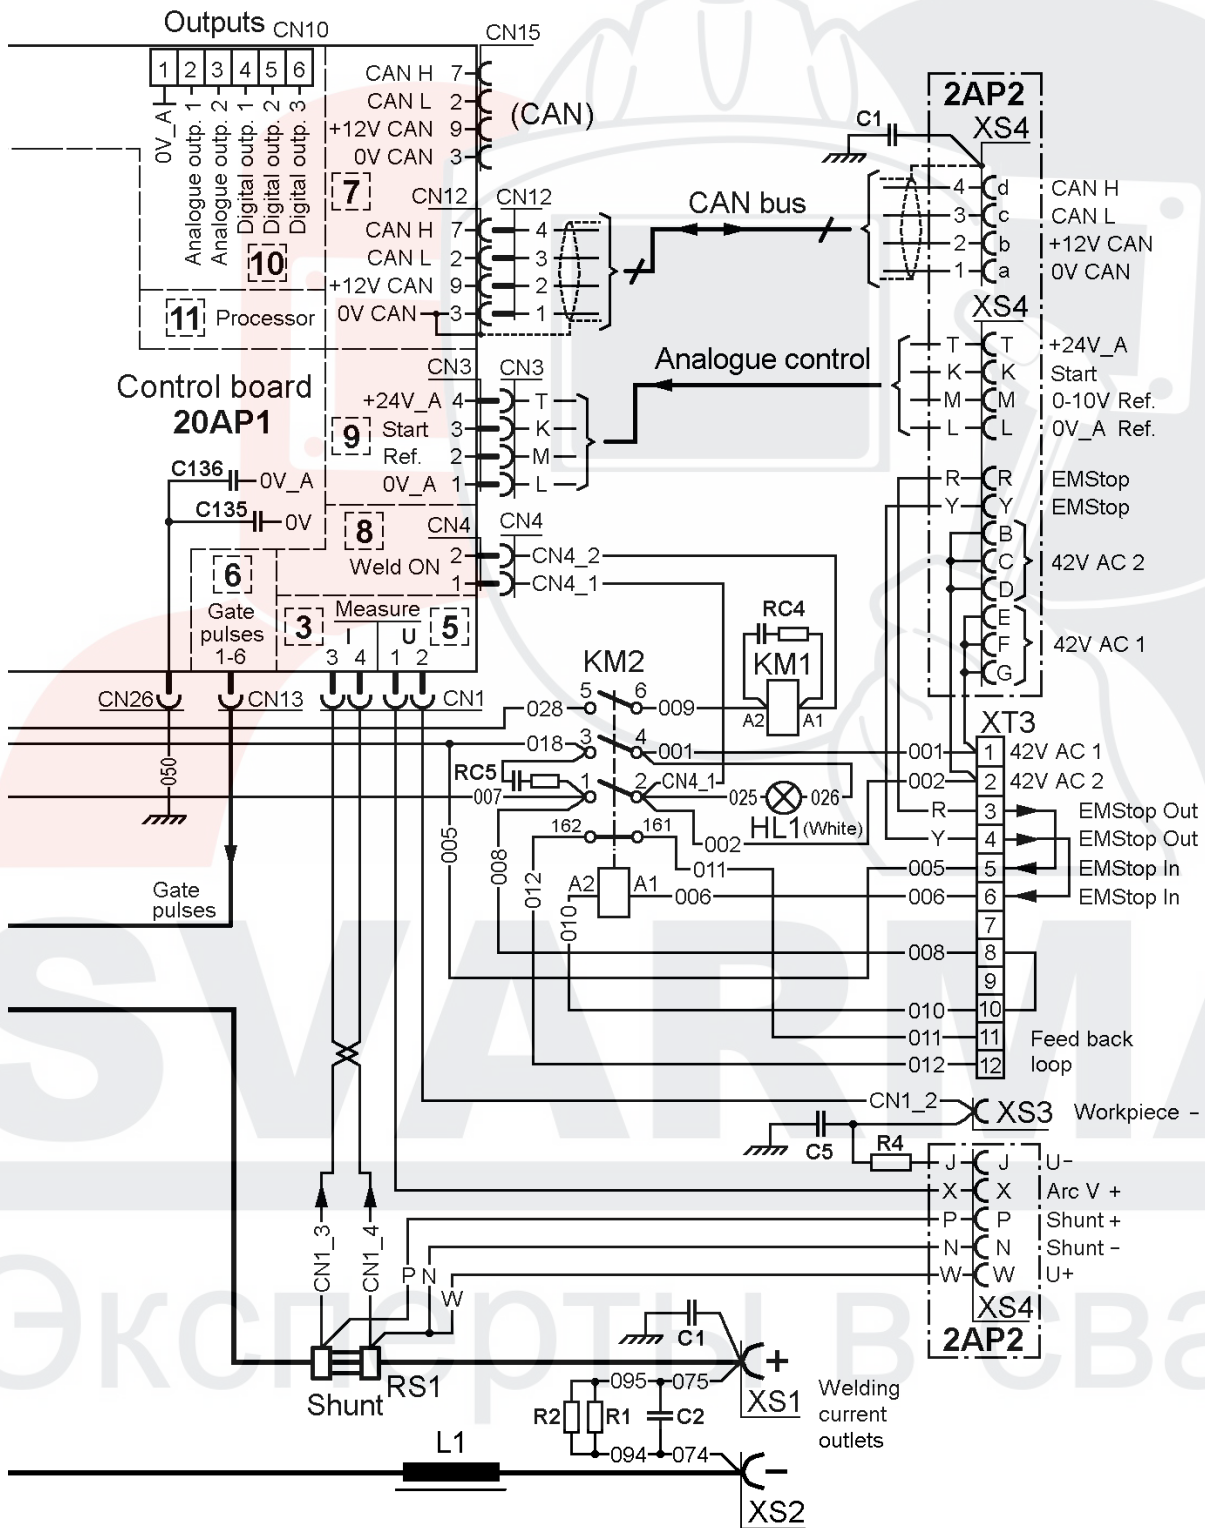 Outputs CN10
1 2 3 4 5 6
0V_A
Analogue outp. 1
Analogue outp. 2
Digital outp. 1
Digital outp. 2
Digital outp. 3
10
11 Processor
Control board
20AP1
CN15
CAN H 7
CAN L 2
+12V CAN 9
0V CAN 3
(CAN)
7
CN12 CN12
CAN H 7 4
CAN L 2 3
+12V CAN 9 2
0V CAN 3 1
CAN bus
CN3 CN3
+24V_A 4 T
9 Start 3 K
Ref. 2 M
0V_A 1 L
Analogue control
C136 0V_A
C135 0V
8 CN4 CN4
Weld ON 2 CN4_2
1 CN4_1
6
Gate
pulses
1-6
3 Measure 5
I U
3 4 1 2
CN26 CN13 CN1
050
Gate
pulses
2AP2
XS4
C1
4 d CAN H
3 c CAN L
2 b +12V CAN
1 a 0V CAN
XS4
T T +24V_A
K K Start
M M 0-10V Ref.
L L 0V_A Ref.
R R EMStop
Y Y EMStop
B
C 42V AC 2
D
E
F 42V AC 1
G
RC4
KM1
A2 A1
KM2
028 5 6 009
018 3 4 001
RC5
007 1 2 CN4_1
025 026
HL1 (White)
002
162 161
011
A2 A1 006
005
008
012
010
XT3
001 1 42V AC 1
002 2 42V AC 2
R 3 EMStop Out
Y 4 EMStop Out
005 5 EMStop In
006 6 EMStop In
7
008 8
9
010 10
011 11 Feed back
012 12 loop
CN1_2 XS3 Workpiece -
C5 R4
J J U-
X X Arc V +
P P Shunt +
N N Shunt -
W W U+
XS4
2AP2
CN1_3
CN1_4
P N W
Shunt RS1
C1
+
XS1
Welding
current
outlets
095 075
R2 R1 C2
094 074
L1
-
XS2
SVARMA
Эксперты в сва